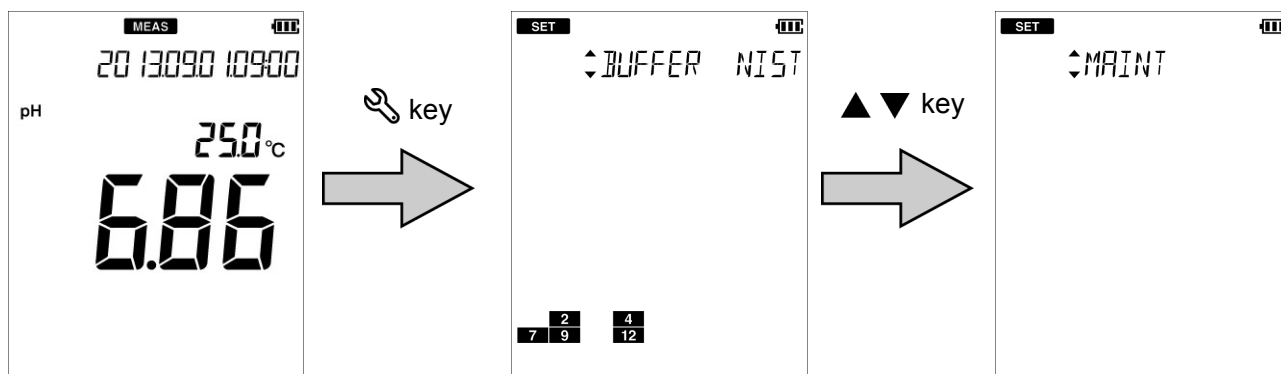 MEAS
2013.09.01.09:00
pH
25.0 °C
6.86
key
SET
BUFFER NIST
2 4
7 9 12
▲ ▼ key
SET
MAINT